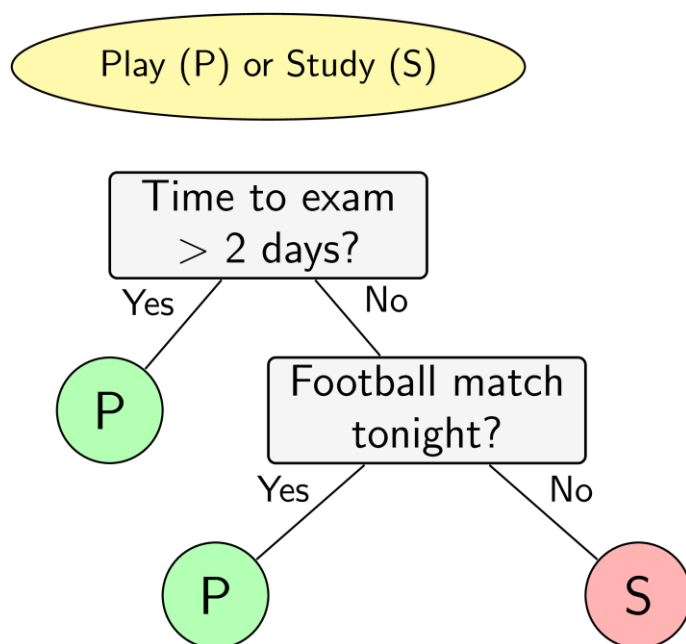 Play (P) or Study (S)
Time to exam
> 2 days?
Yes
No
P
Football match
tonight?
Yes
No
P
S